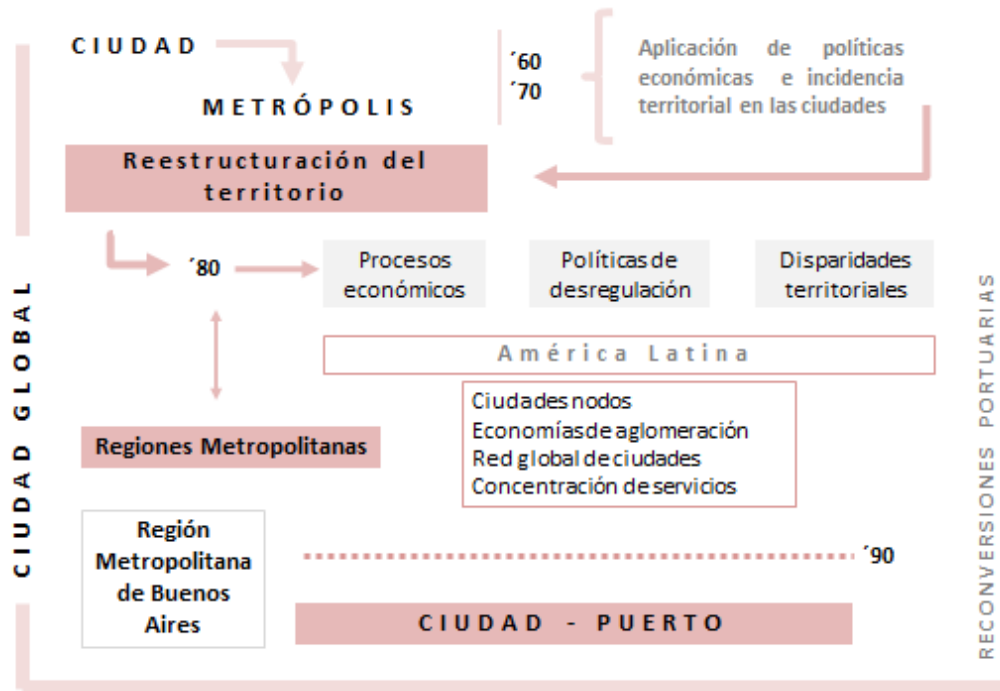 CIUDAD
METRÓPOLIS
´60
´70
Aplicación de políticas
económicas e incidencia
territorial en las ciudades
Reestructuración del
territorio
´80
Procesos
económicos
Políticas de
desregulación
Disparidades
territoriales
América Latina
Ciudades nodos
Economías de aglomeración
Red global de ciudades
Concentración de servicios
Regiones Metropolitanas
Región
Metropolitana
de Buenos
Aires
´90
CIUDAD - PUERTO
CIUDAD GLOBAL
RECONVERSIONES PORTUARIAS